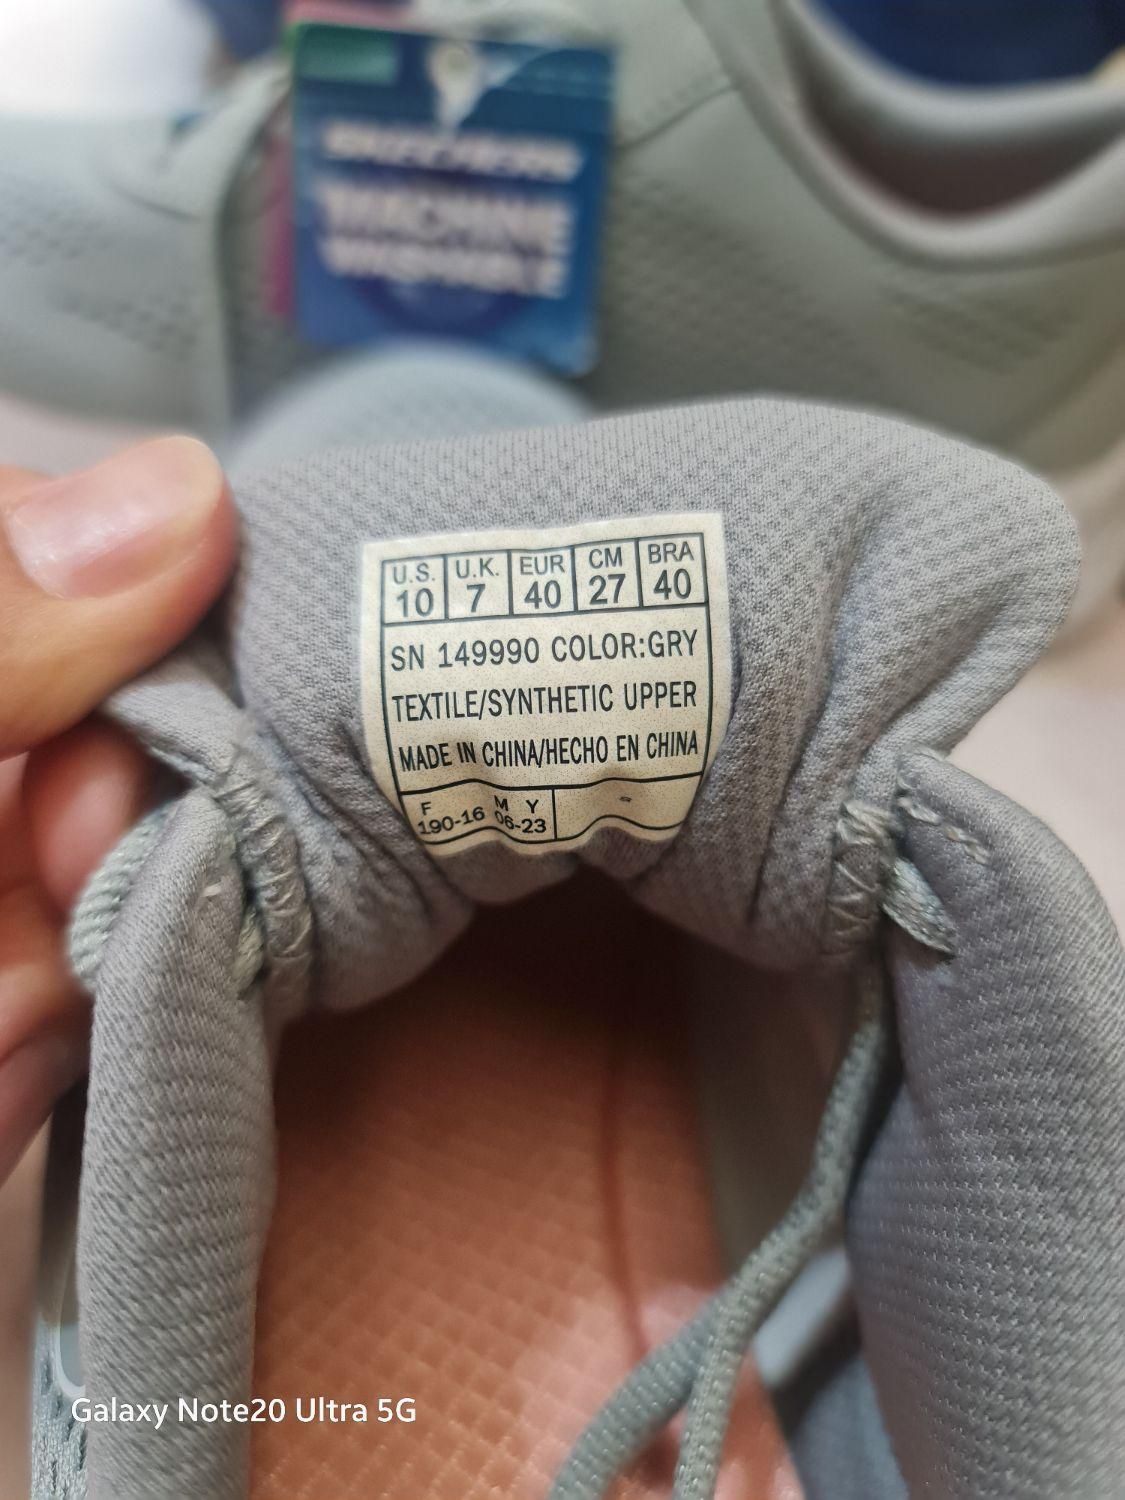 SKECHERS
MACHINE
WASHABLE
U.S. U.K. EUR CM BRA
10 7 40 27 40
SN 149990 COLOR:GRY
TEXTILE/SYNTHETIC UPPER
MADE IN CHINA/HECHO EN CHINA
F M Y
190-16 06-23 -
Galaxy Note20 Ultra 5G